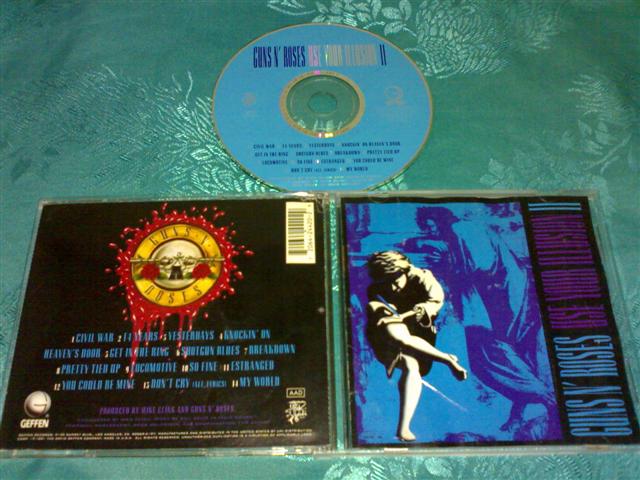 GUNS N' ROSES USE YOUR ILLUSION II
CIVIL WAR 14 YEARS YESTERDAYS KNOCKIN' ON HEAVEN'S DOOR
GET IN THE RING SHOTGUN BLUES BREAKDOWN PRETTY TIED UP
LOCOMOTIVE SO FINE ESTRANGED YOU COULD BE MINE
DON'T CRY (ALT. LYRICS) MY WORLD
GUNS N'
ROSES
1 CIVIL WAR 2 14 YEARS 3 YESTERDAYS 4 KNOCKIN' ON
HEAVEN'S DOOR 5 GET IN THE RING 6 SHOTGUN BLUES 7 BREAKDOWN
8 PRETTY TIED UP 9 LOCOMOTIVE 10 SO FINE 11 ESTRANGED
12 YOU COULD BE MINE 13 DON'T CRY (ALT. LYRICS) 14 MY WORLD
PRODUCED BY MIKE CLINK AND GUNS N' ROSES.
GEFFEN
AAD
GUNS N' ROSES USE YOUR ILLUSION II